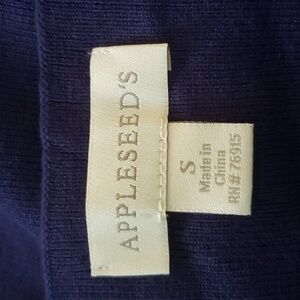 APPLESEED'S
S
Made in
China
RN# 76915